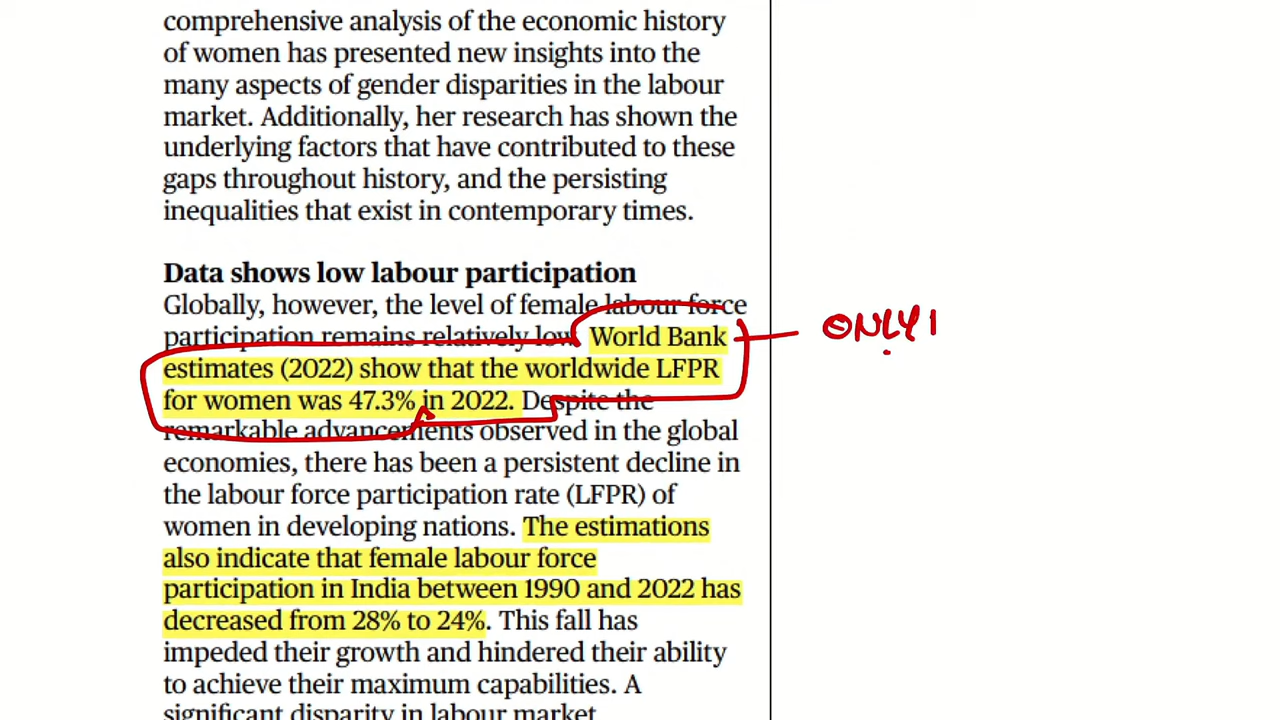 comprehensive analysis of the economic history
of women has presented new insights into the
many aspects of gender disparities in the labour
market. Additionally, her research has shown the
underlying factors that have contributed to these
gaps throughout history, and the persisting
inequalities that exist in contemporary times.
Data shows low labour participation
Globally, however, the level of female labour force
participation remains relatively low. World Bank
estimates (2022) show that the worldwide LFPR
for women was 47.3% in 2022. Despite the
remarkable advancements observed in the global
economies, there has been a persistent decline in
the labour force participation rate (LFPR) of
women in developing nations. The estimations
also indicate that female labour force
participation in India between 1990 and 2022 has
decreased from 28% to 24%. This fall has
impeded their growth and hindered their ability
to achieve their maximum capabilities. A
significant disparity in labour market
ONLY